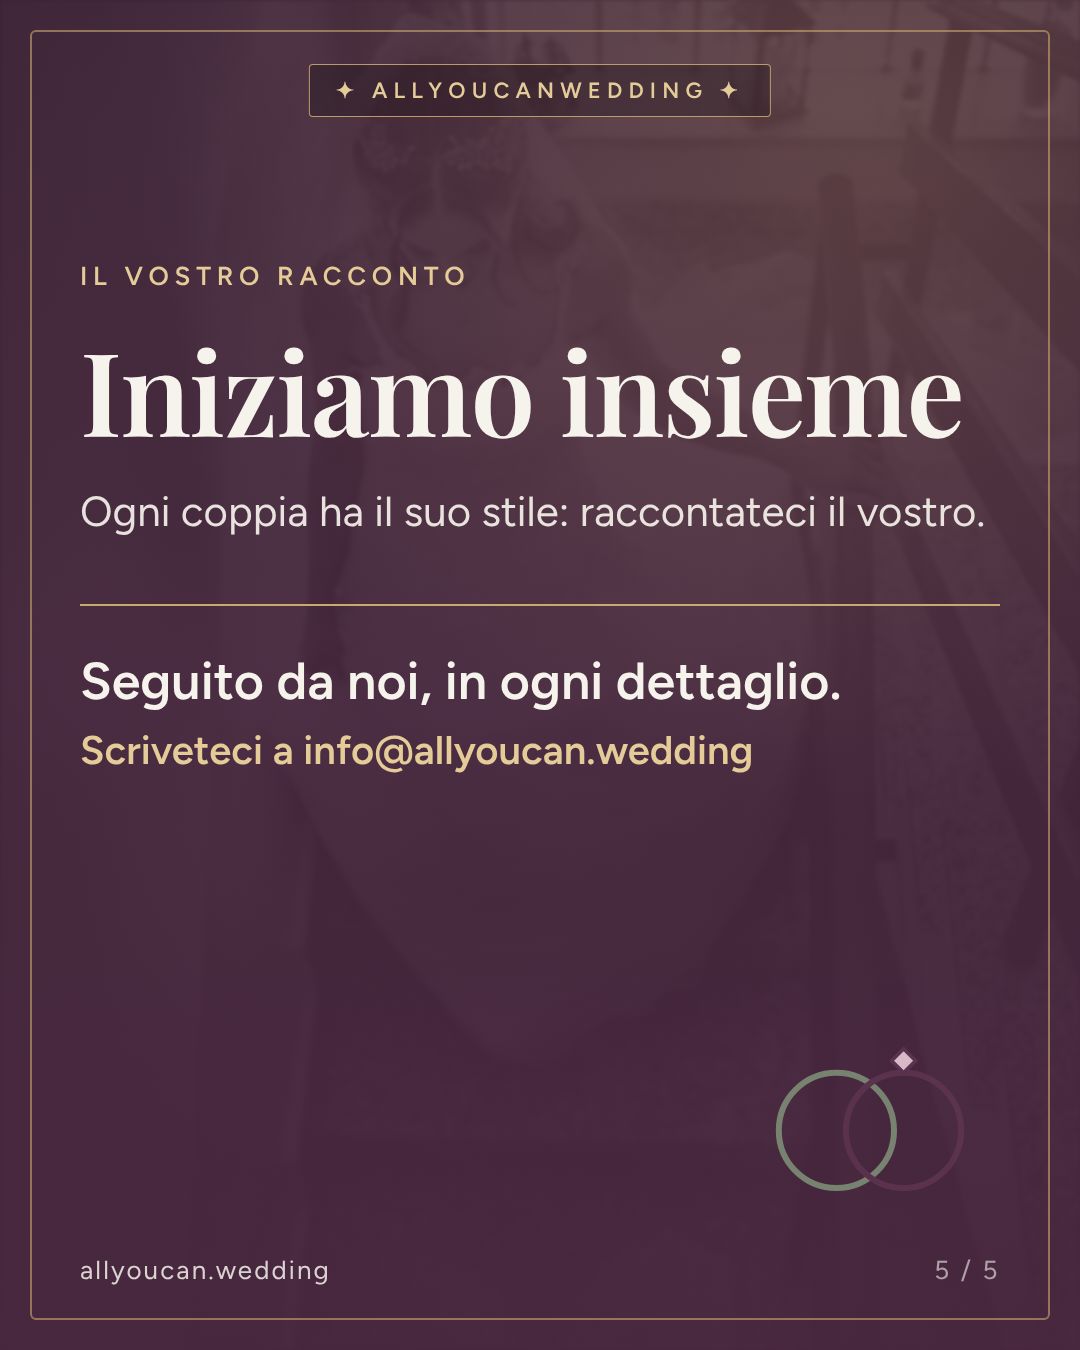 ✦ ALLYOUCANWEDDING ✦
IL VOSTRO RACCONTO
Iniziamo insieme
Ogni coppia ha il suo stile: raccontateci il vostro.
Seguito da noi, in ogni dettaglio.
Scriveteci a info@allyoucan.wedding
allyoucan.wedding
5 / 5